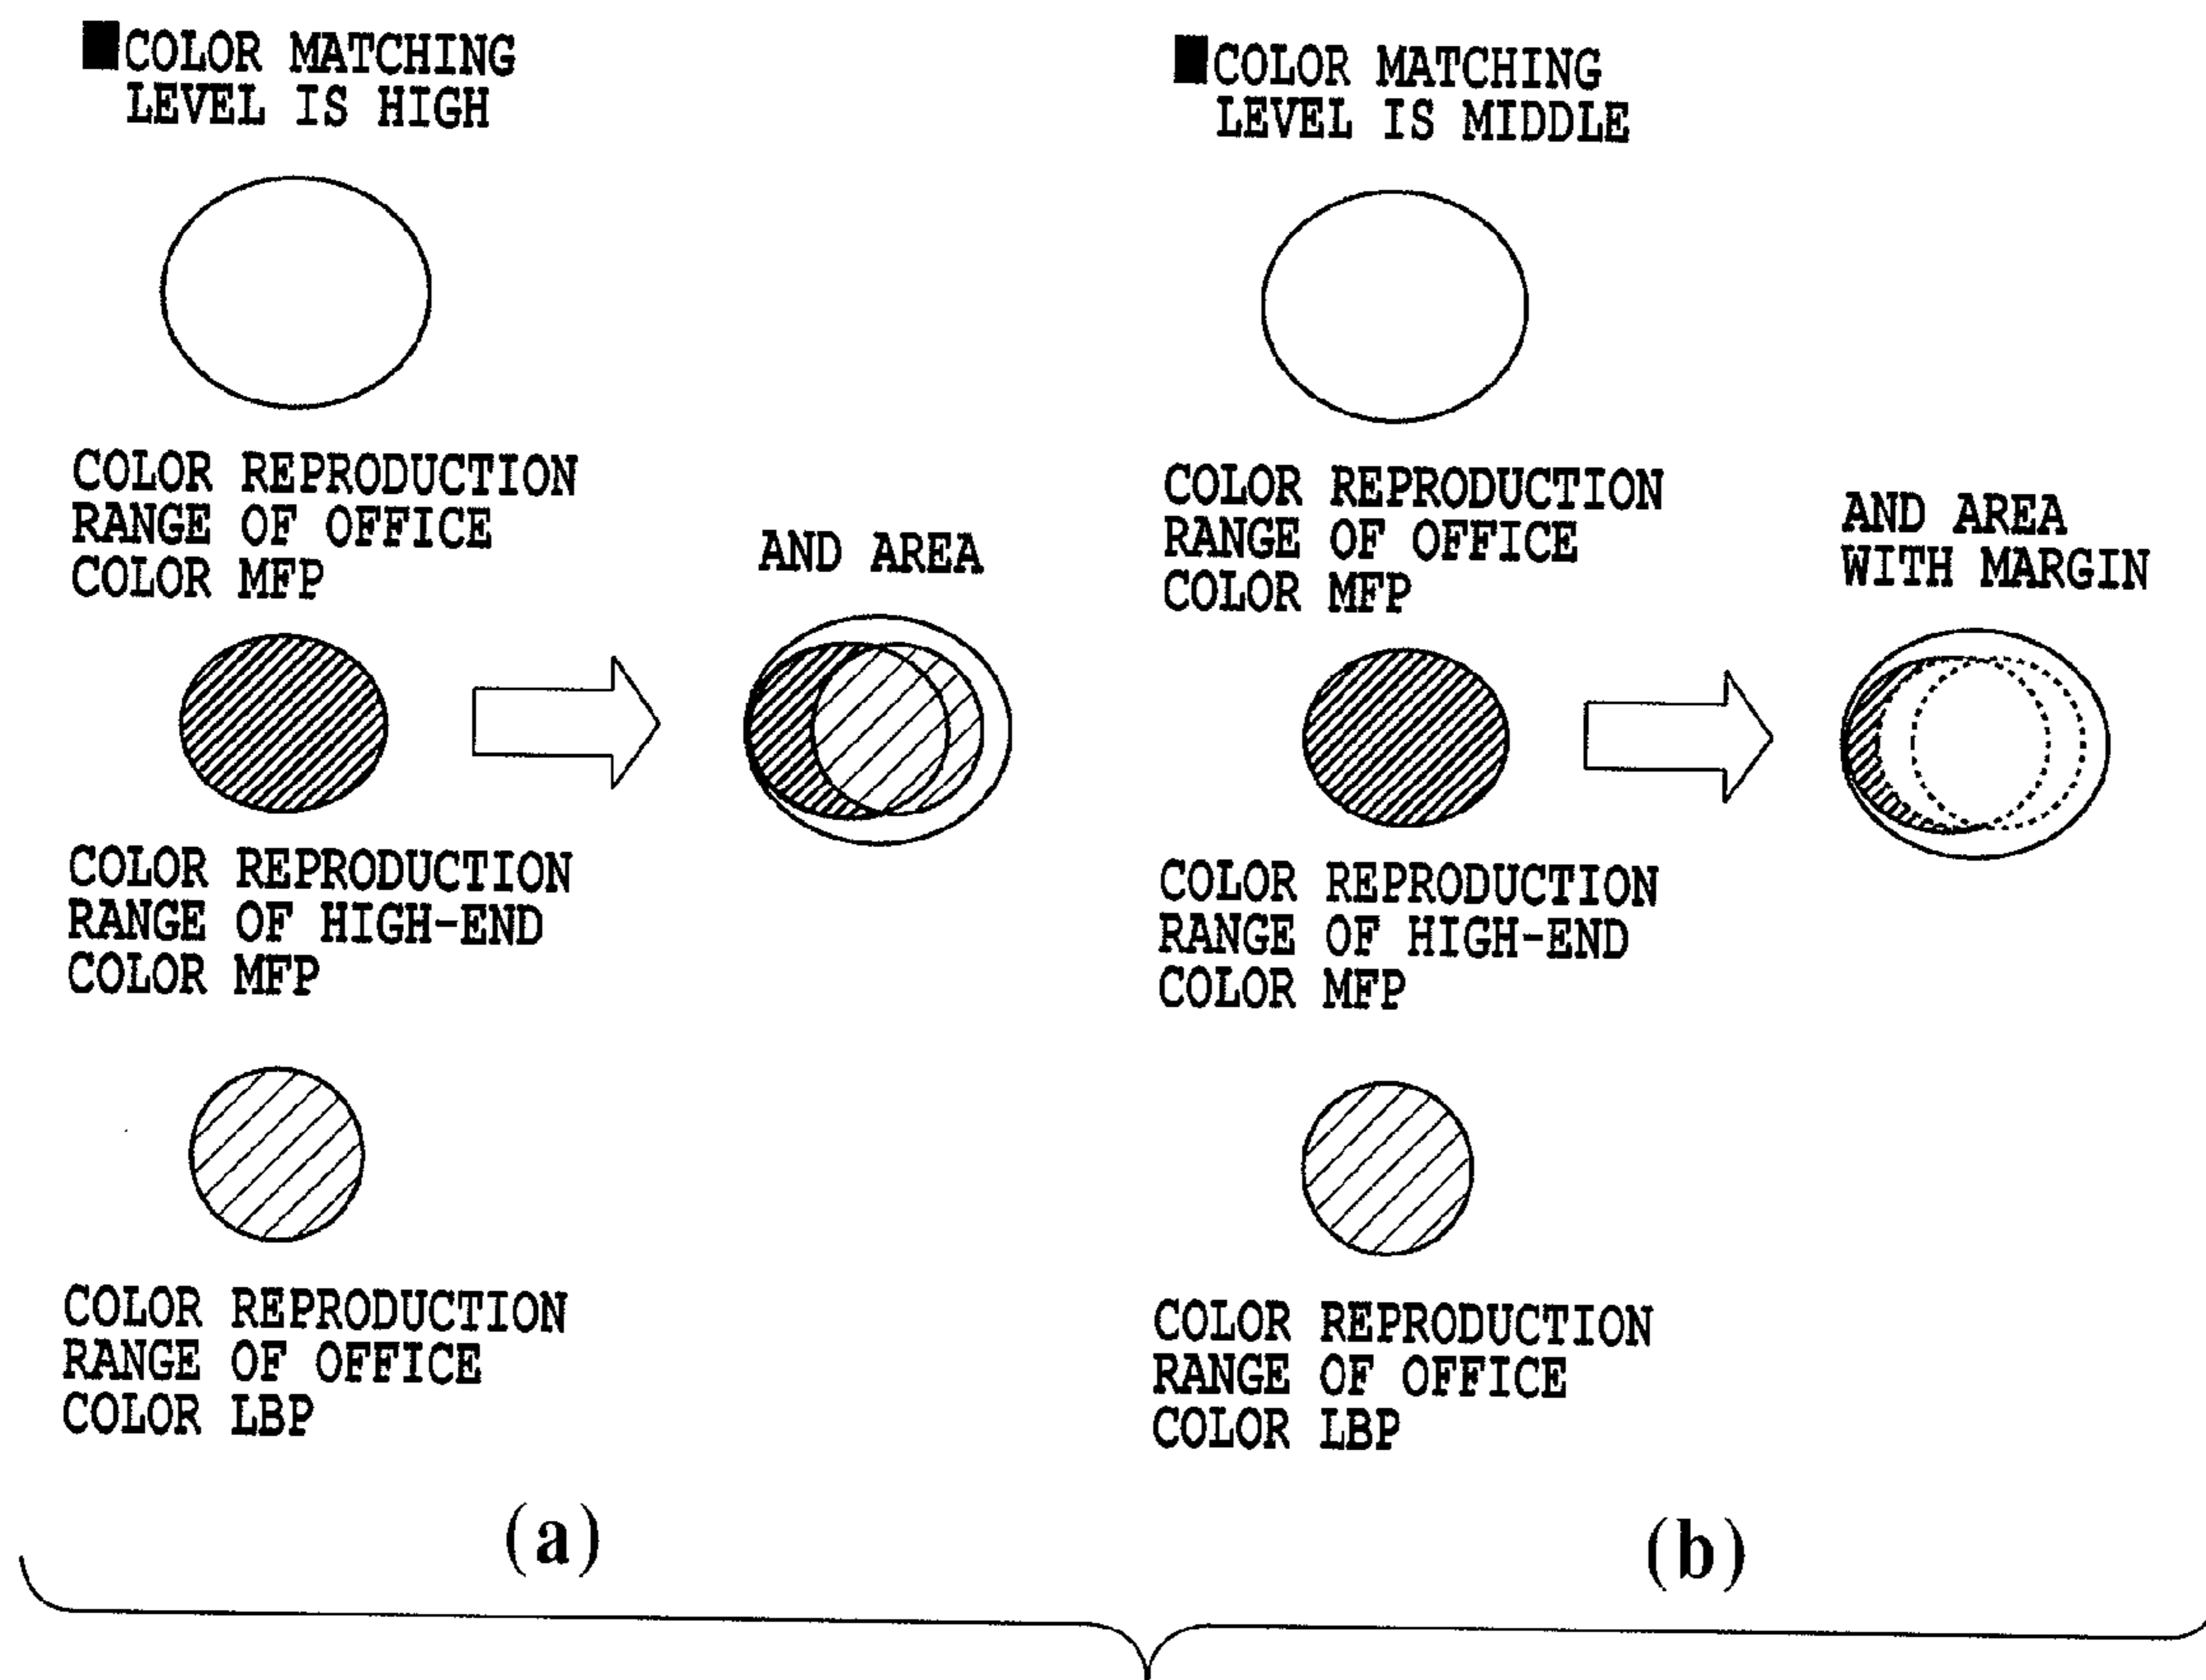 ■COLOR MATCHING
LEVEL IS HIGH
COLOR REPRODUCTION
RANGE OF OFFICE
COLOR MFP
AND AREA
COLOR REPRODUCTION
RANGE OF HIGH-END
COLOR MFP
COLOR REPRODUCTION
RANGE OF OFFICE
COLOR LBP
(a)
■COLOR MATCHING
LEVEL IS MIDDLE
COLOR REPRODUCTION
RANGE OF OFFICE
COLOR MFP
AND AREA
WITH MARGIN
COLOR REPRODUCTION
RANGE OF HIGH-END
COLOR MFP
COLOR REPRODUCTION
RANGE OF OFFICE
COLOR LBP
(b)